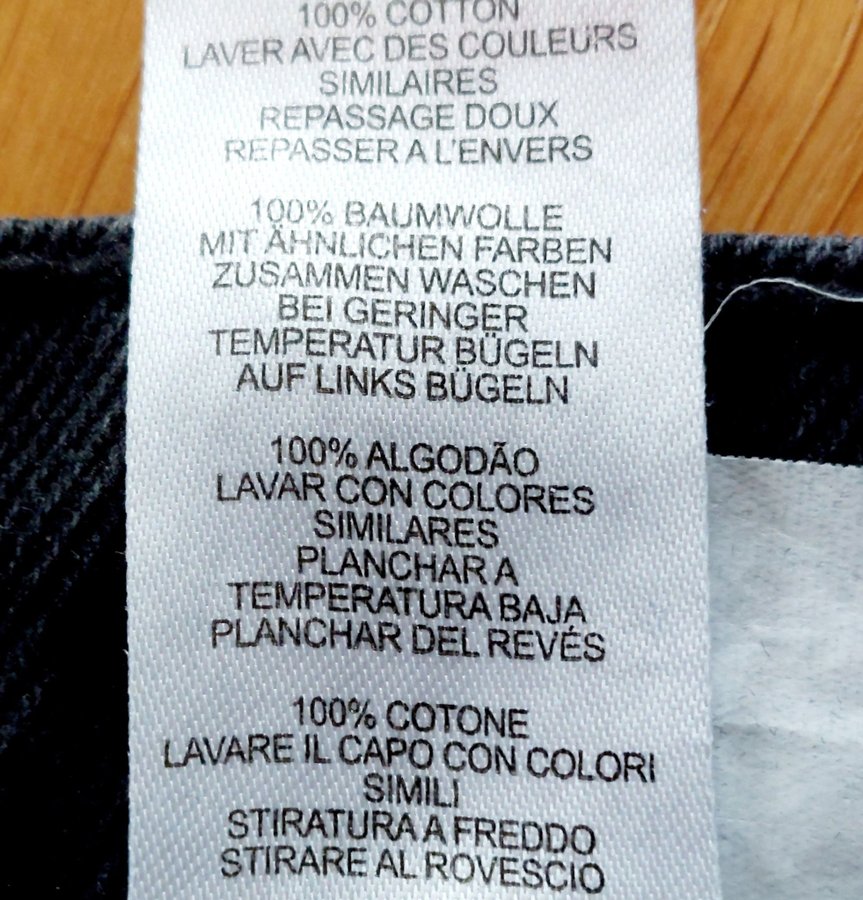 100% COTTON
LAVER AVEC DES COULEURS
SIMILAIRES
REPASSAGE DOUX
REPASSER A L'ENVERS
100% BAUMWOLLE
MIT ÄHNLICHEN FARBEN
ZUSAMMEN WASCHEN
BEI GERINGER
TEMPERATUR BÜGELN
AUF LINKS BÜGELN
100% ALGODÃO
LAVAR CON COLORES
SIMILARES
PLANCHAR A
TEMPERATURA BAJA
PLANCHAR DEL REVÉS
100% COTONE
LAVARE IL CAPO CON COLORI
SIMILI
STIRATURA A FREDDO
STIRARE AL ROVESCIO